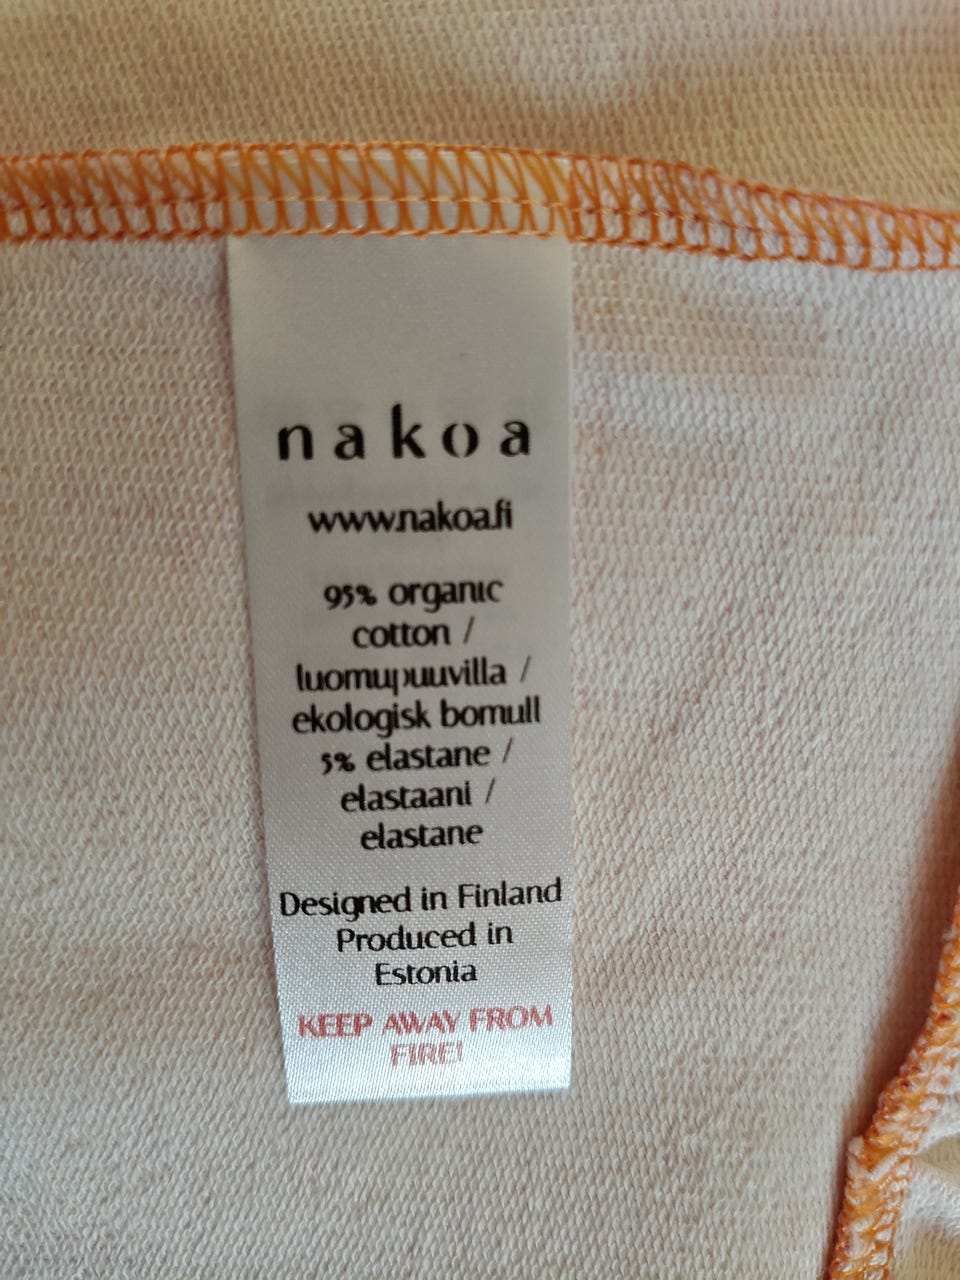 nakoa
www.nakoa.fi
95% organic
cotton /
luomupuuvilla /
ekologisk bomull
5% elastane /
elastaani /
elastane
Designed in Finland
Produced in
Estonia
KEEP AWAY FROM
FIRE!